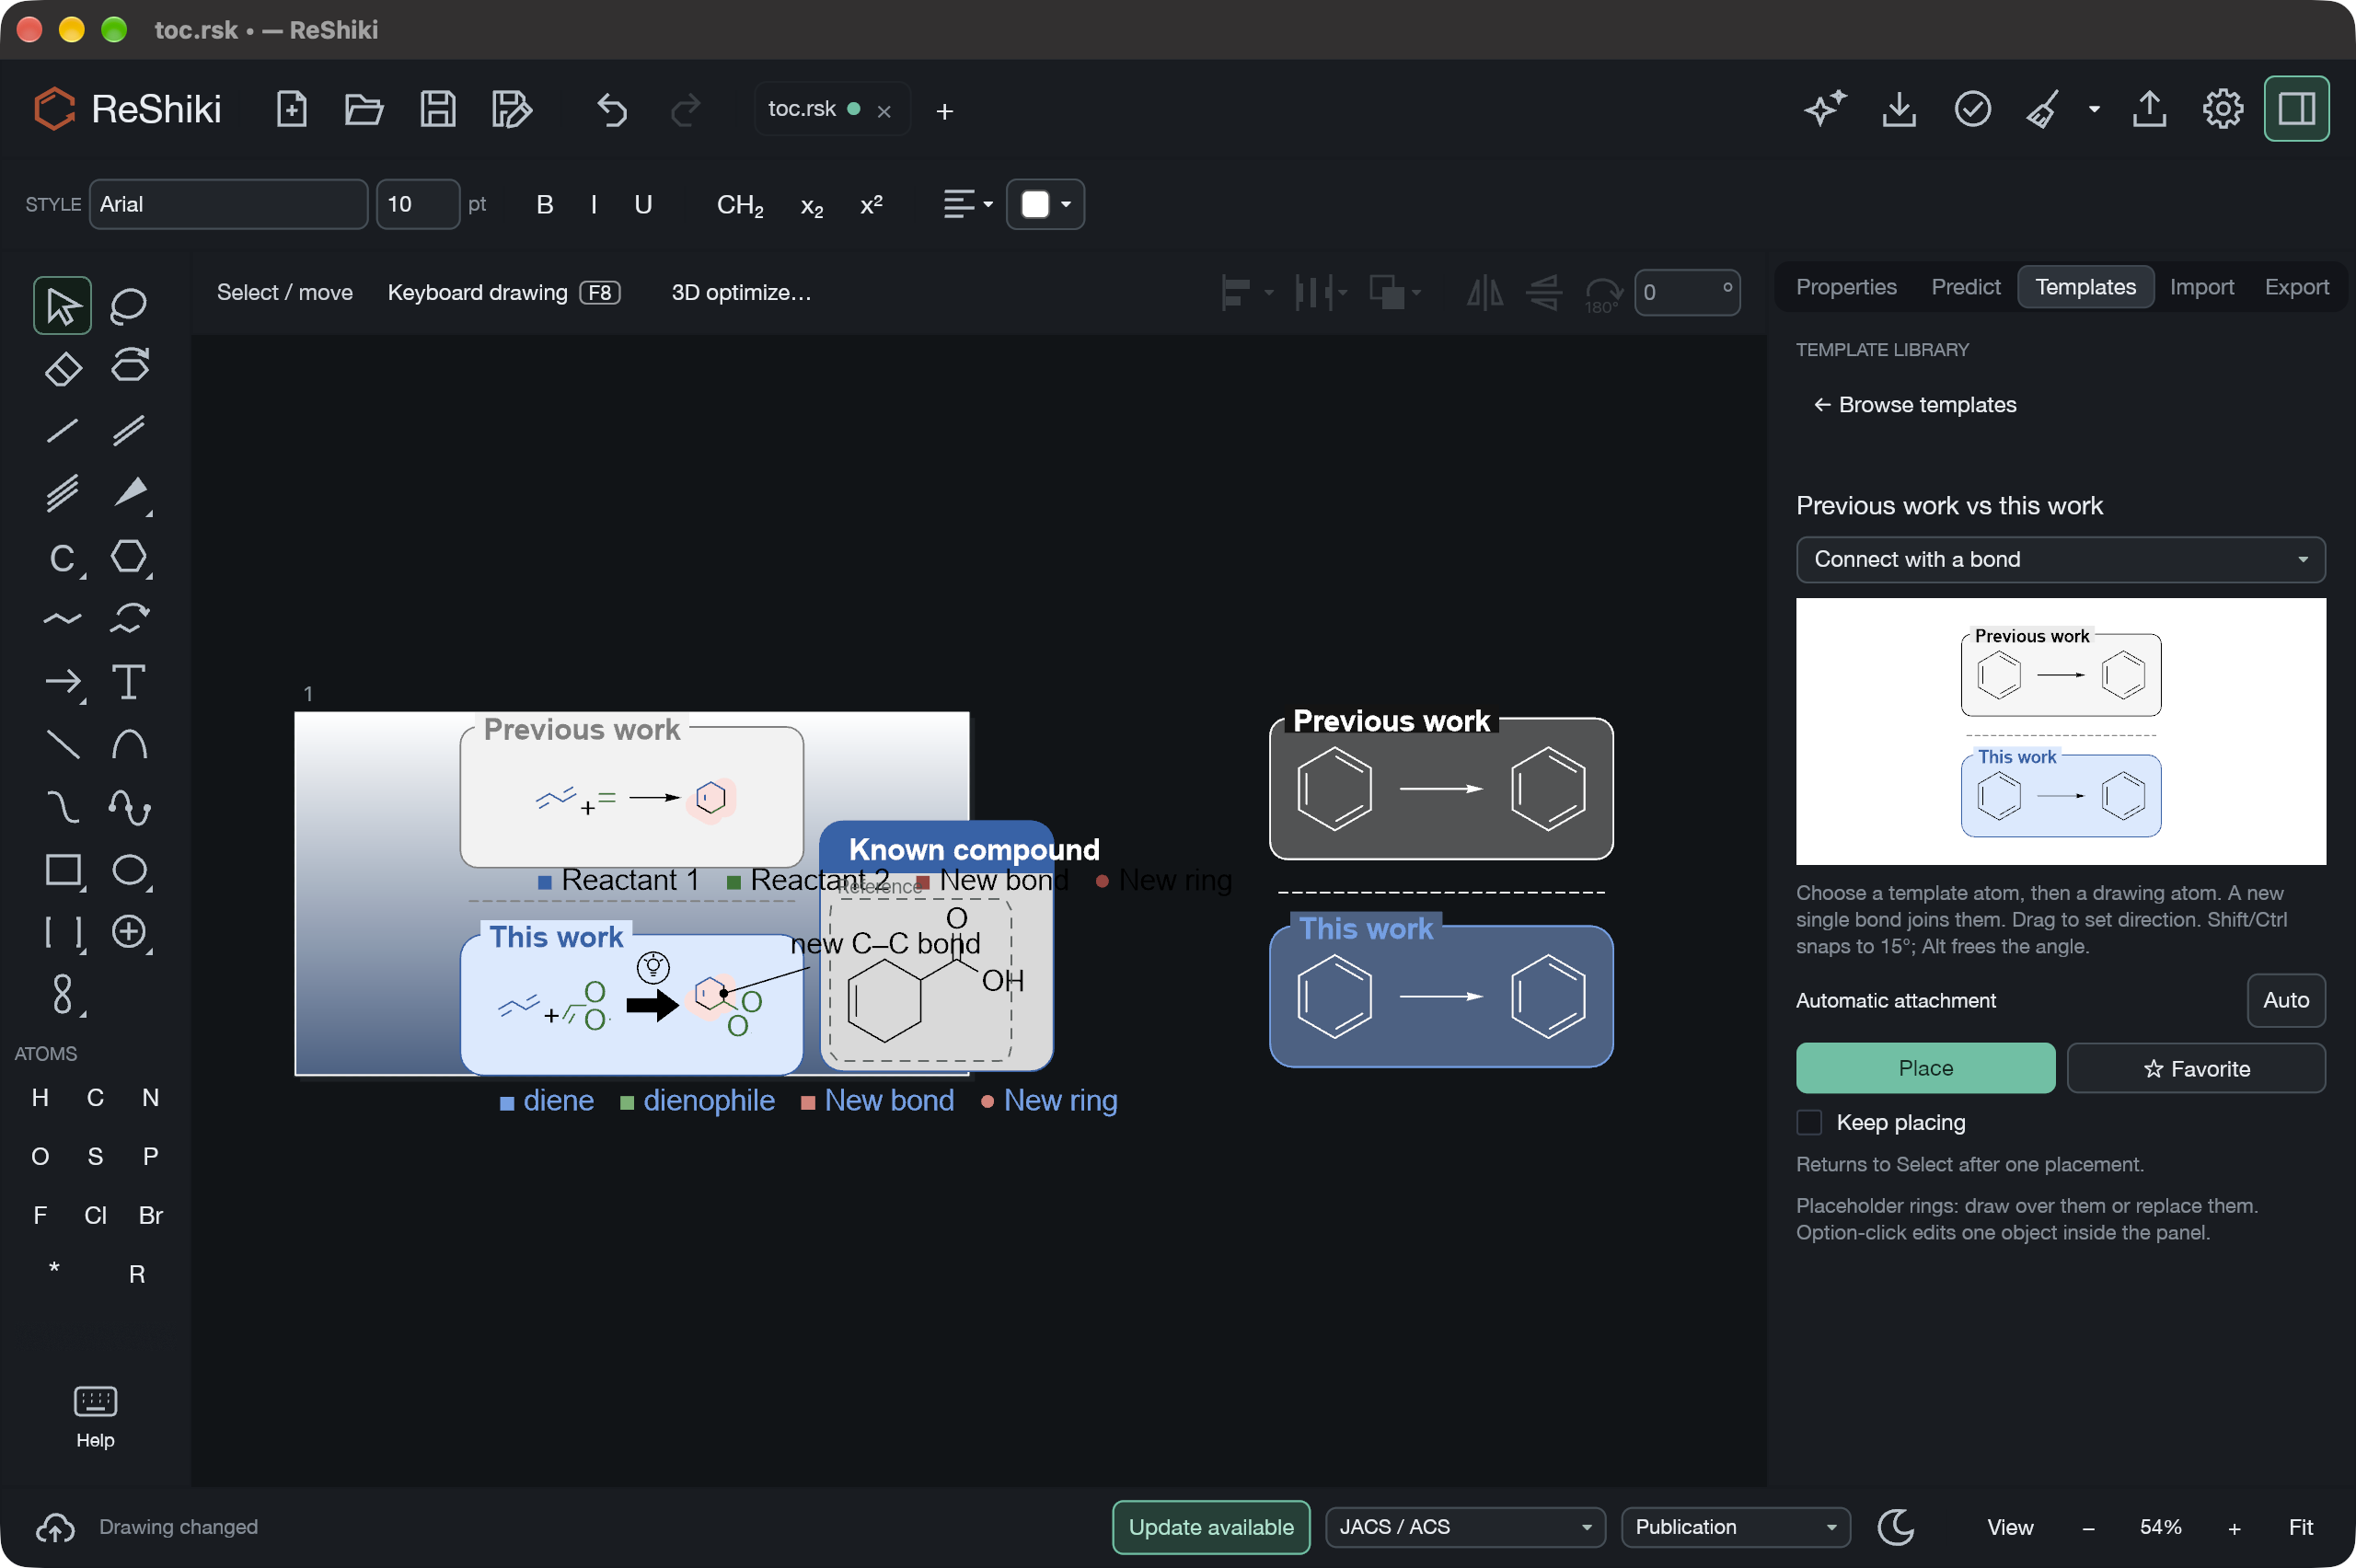 toc.rsk • — ReShiki
ReShiki
toc.rsk
STYLE Arial 10 pt B I U CH₂ x₂ x²
Select / move Keyboard drawing F8 3D optimize…
180° 0 °
Properties Predict Templates Import Export
TEMPLATE LIBRARY
← Browse templates
Previous work vs this work
Connect with a bond
Previous work
This work
Choose a template atom, then a drawing atom. A new
single bond joins them. Drag to set direction. Shift/Ctrl
snaps to 15°; Alt frees the angle.
Automatic attachment Auto
Place ☆ Favorite
Keep placing
Returns to Select after one placement.
Placeholder rings: draw over them or replace them.
Option-click edits one object inside the panel.
C
T
ATOMS
H C N
O S P
F Cl Br
* R
Help
1
Previous work
+
Known compound
Reactant 1 Reactant 2 New bond New ring
Reference
This work
new C–C bond
O
OH
+
O
O
O
O
diene dienophile New bond New ring
Previous work
This work
Drawing changed
Update available JACS / ACS Publication View – 54% + Fit